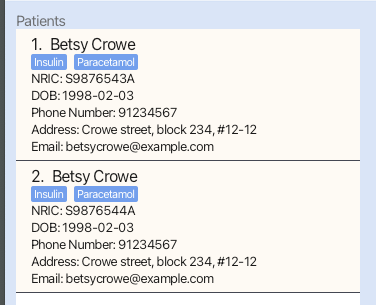 Patients
1. Betsy Crowe
Insulin Paracetamol
NRIC: S9876543A
DOB: 1998-02-03
Phone Number: 91234567
Address: Crowe street, block 234, #12-12
Email: betsycrowe@example.com
2. Betsy Crowe
Insulin Paracetamol
NRIC: S9876544A
DOB: 1998-02-03
Phone Number: 91234567
Address: Crowe street, block 234, #12-12
Email: betsycrowe@example.com